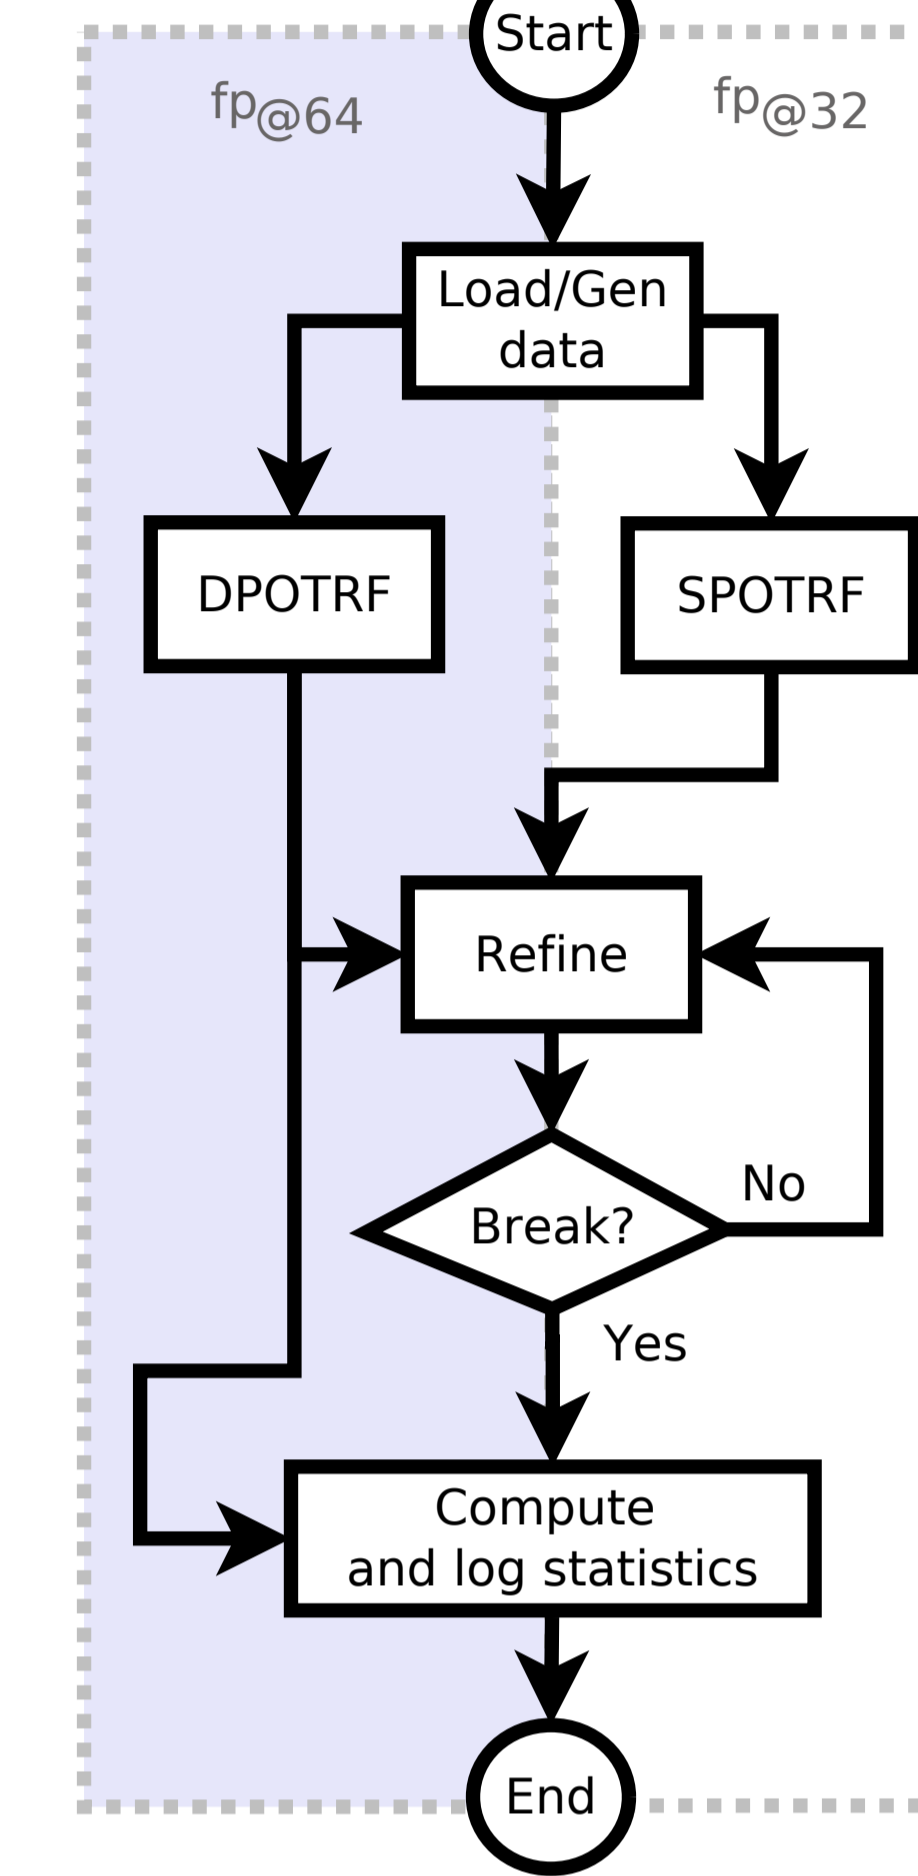 Start
fp@64
fp@32
Load/Gen
data
DPOTRF
SPOTRF
Refine
No
Break?
Yes
Compute
and log statistics
End